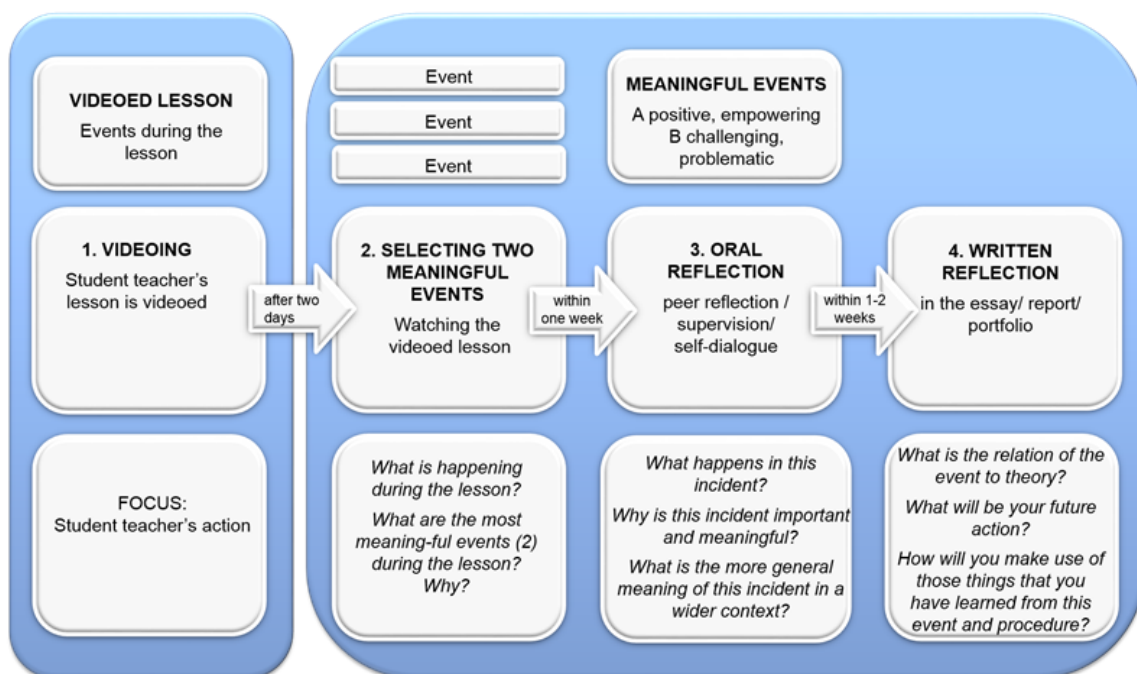 VIDEOED LESSON
Events during the
lesson
Event
Event
Event
MEANINGFUL EVENTS
A positive, empowering
B challenging,
problematic
1. VIDEOING
Student teacher's
lesson is videoed
after two
days
2. SELECTING TWO
MEANINGFUL
EVENTS
Watching the
videoed lesson
within
one week
3. ORAL
REFLECTION
peer reflection /
supervision/
self-dialogue
within 1-2
weeks
4. WRITTEN
REFLECTION
in the essay/ report/
portfolio
FOCUS:
Student teacher's action
What is happening
during the lesson?
What are the most
mean­ing-ful events (2)
during the lesson?
Why?
What happens in this
incident?
Why is this incident important
and meaningful?
What is the more general
meaning of this incident in a
wider context?
What is the relation of the
event to theory?
What will be your future
action?
How will you make use of
those things that you
have learned from this
event and procedure?